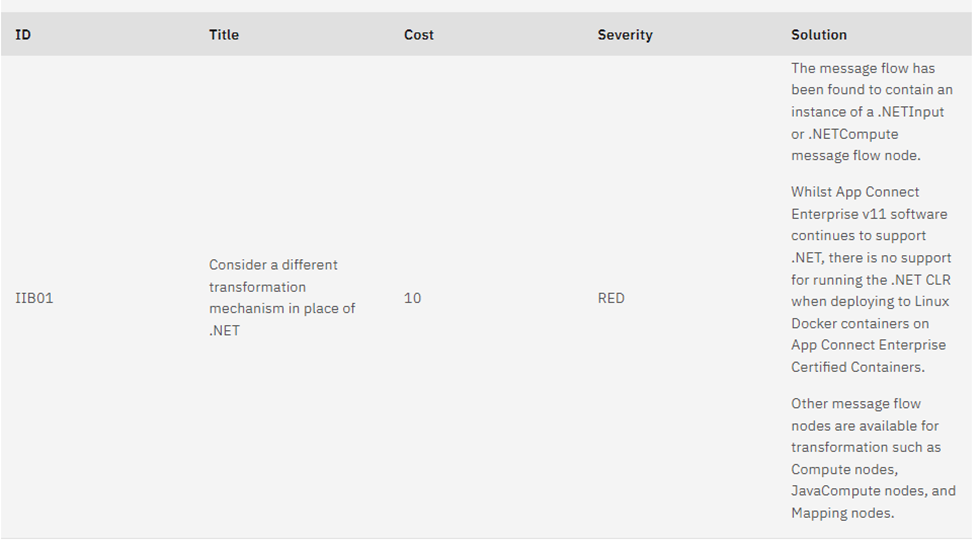 ID Title Cost Severity Solution
IIB01
Consider a different
transformation
mechanism in place of
.NET
10
RED
The message flow has
been found to contain an
instance of a .NETInput
or .NETCompute
message flow node.
Whilst App Connect
Enterprise v11 software
continues to support
.NET, there is no support
for running the .NET CLR
when deploying to Linux
Docker containers on
App Connect Enterprise
Certified Containers.
Other message flow
nodes are available for
transformation such as
Compute nodes,
JavaCompute nodes, and
Mapping nodes.